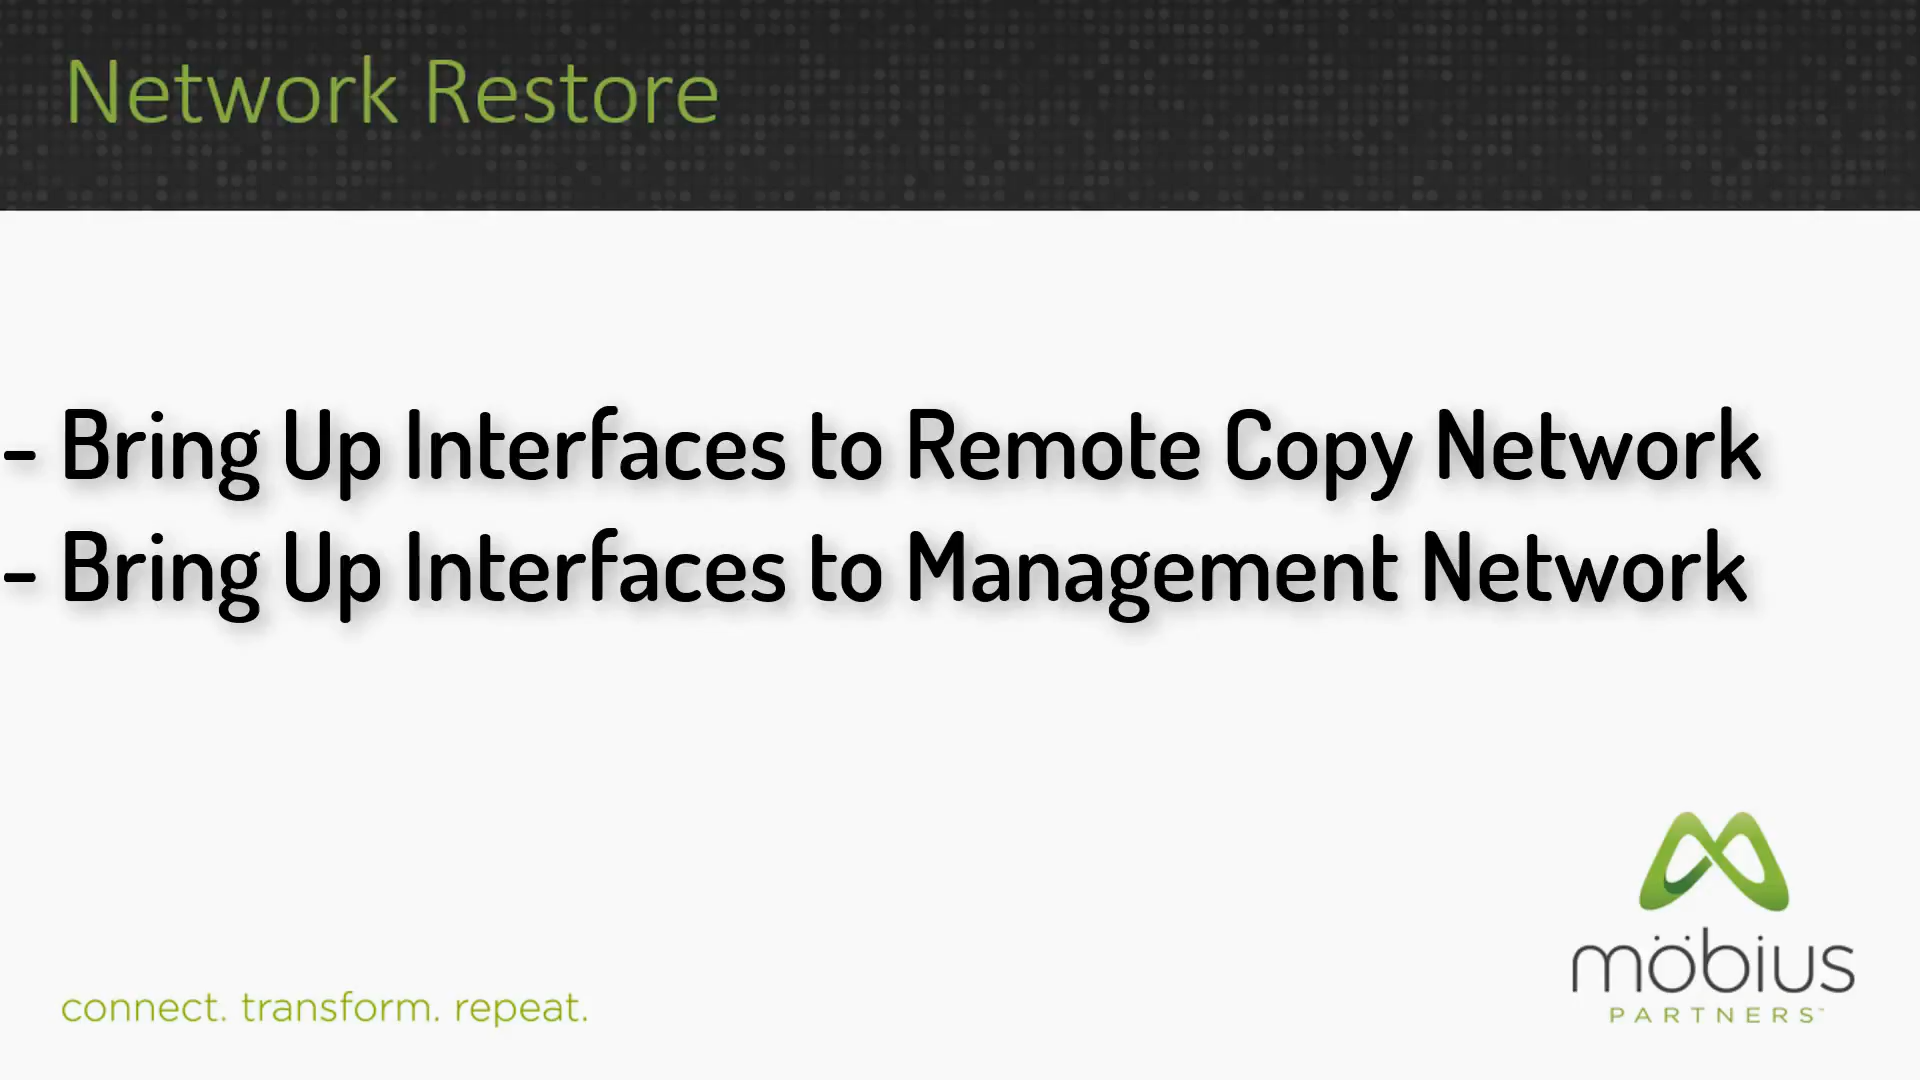 Network Restore
- Bring Up Interfaces to Remote Copy Network
- Bring Up Interfaces to Management Network
connect. transform. repeat.
möbius
PARTNERS™